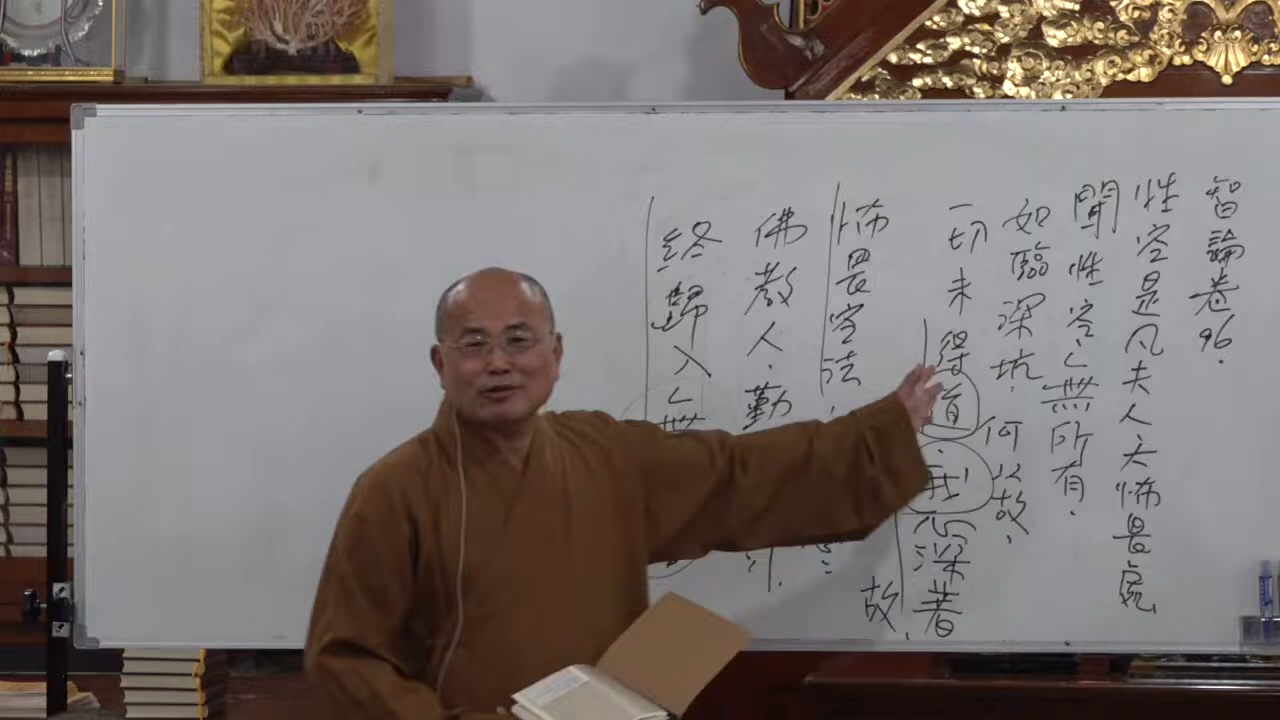 智論卷96.
性空是凡夫人大怖畏處
聞性空、無所有.
如臨深坑.何以故、
一切未得道.我心深著故.
怖畏空法
佛教人.勤
終歸入無